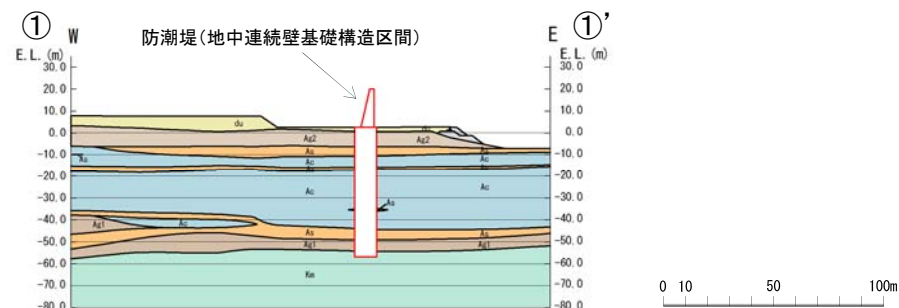 ① ①’
W E
E.L.(m) E.L.(m)
防潮堤(地中連続壁基礎構造区間)
30.0 30.0
20.0 20.0
10.0 10.0
0.0 0.0
-10.0 -10.0
-20.0 -20.0
-30.0 -30.0
-40.0 -40.0
-50.0 -50.0
-60.0 -60.0
-70.0 -70.0
-80.0 -80.0
du du
Ag2 Ag2
As As As
Ac Ac
As As
Ac Ac
As
Ag1 Ac
As As
Ag1 Ag1
Km
0 10 50 100m